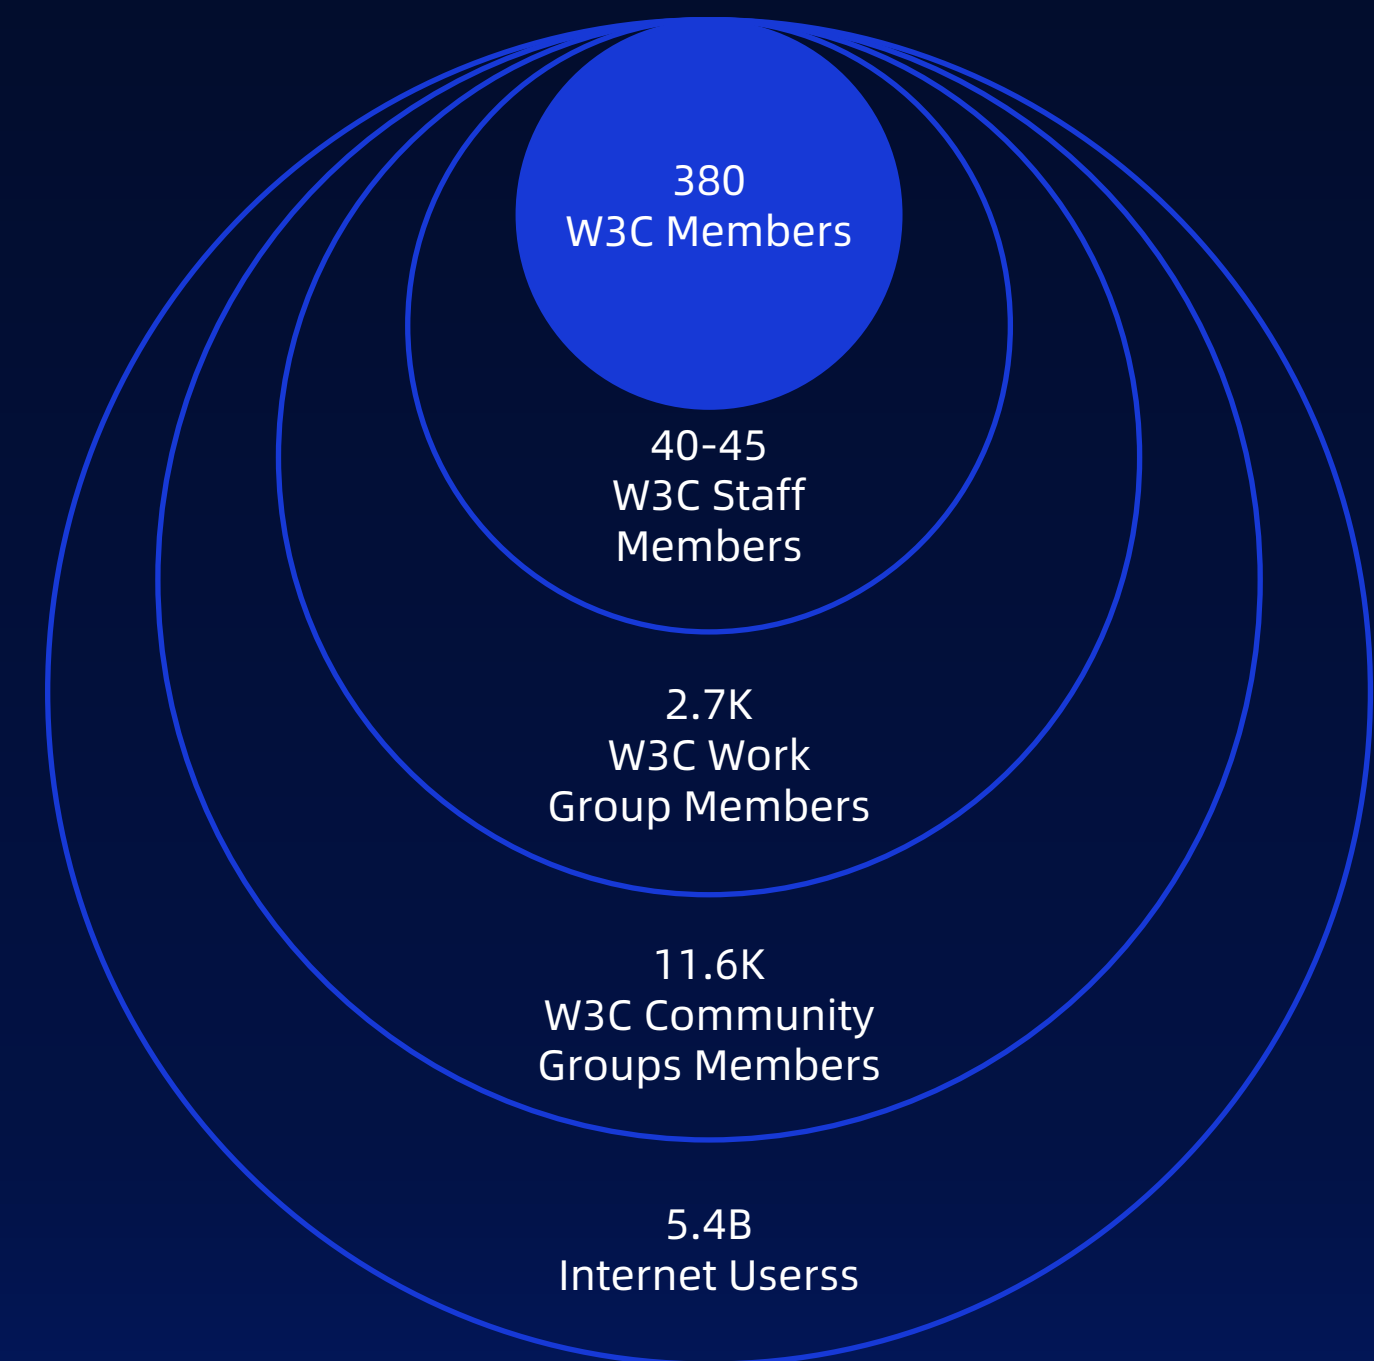 380
W3C Members
40-45
W3C Staff
Members
2.7K
W3C Work
Group Members
11.6K
W3C Community
Groups Members
5.4B
Internet Userss